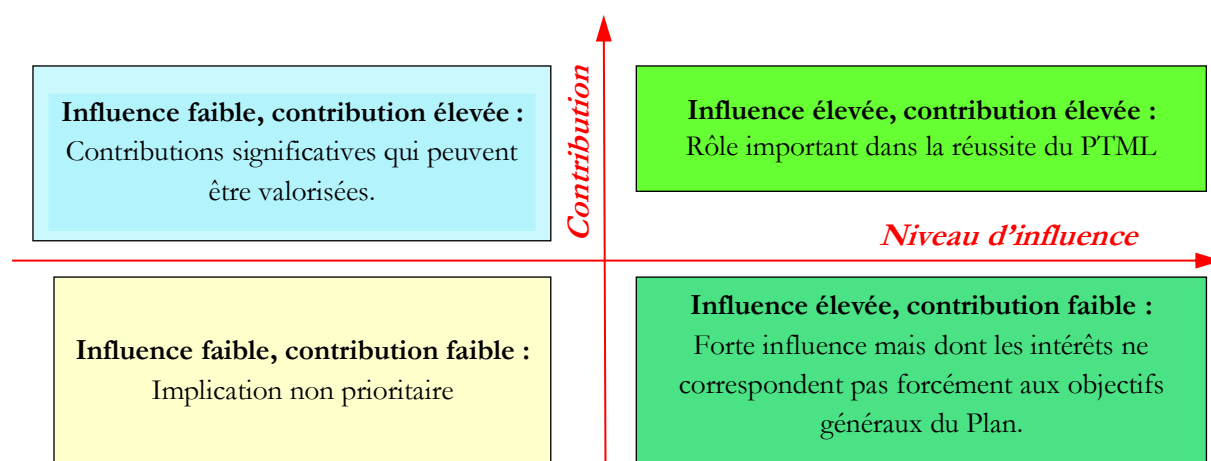 Contribution
Influence faible, contribution élevée :
Contributions significatives qui peuvent
être valorisées.
Influence élevée, contribution élevée :
Rôle important dans la réussite du PTML
Niveau d’influence
Influence faible, contribution faible :
Implication non prioritaire
Influence élevée, contribution faible :
Forte influence mais dont les intérêts ne
correspondent pas forcément aux objectifs
généraux du Plan.